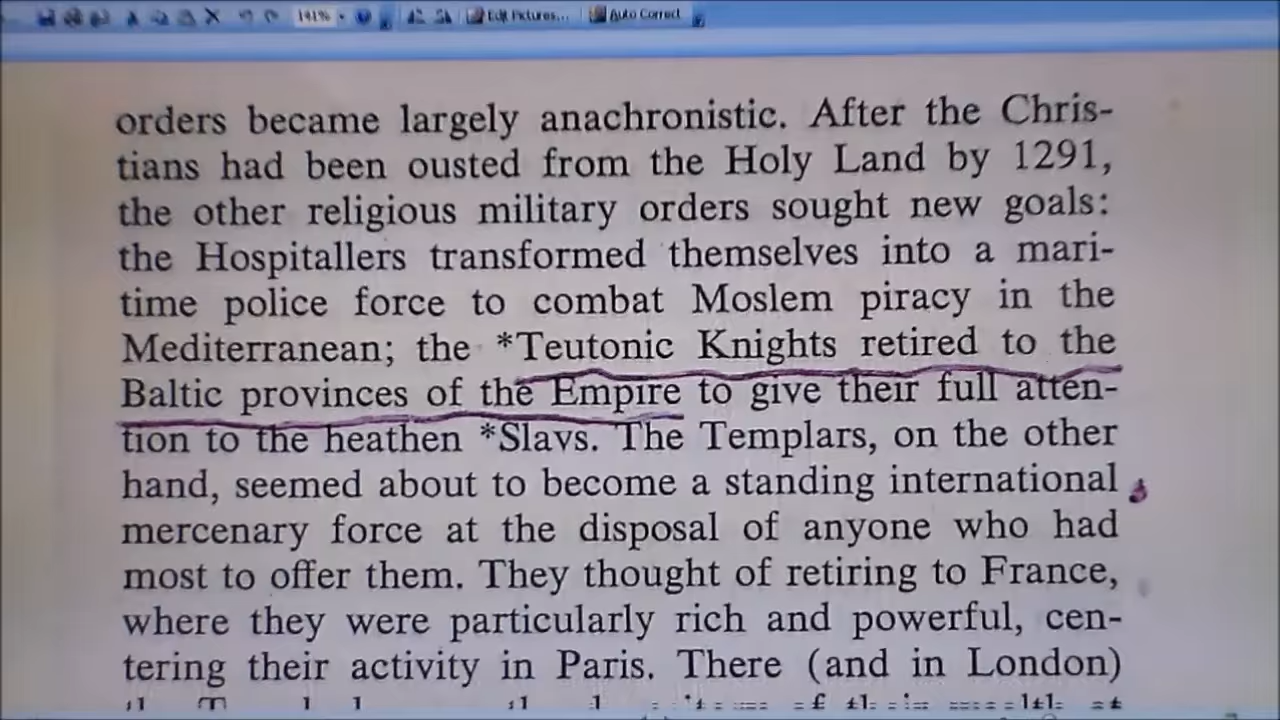 141%
Edit Pictures...
Auto Correct
orders became largely anachronistic. After the Chris-
tians had been ousted from the Holy Land by 1291,
the other religious military orders sought new goals:
the Hospitallers transformed themselves into a mari-
time police force to combat Moslem piracy in the
Mediterranean; the *Teutonic Knights retired to the
Baltic provinces of the Empire to give their full atten-
tion to the heathen *Slavs. The Templars, on the other
hand, seemed about to become a standing international
mercenary force at the disposal of anyone who had
most to offer them. They thought of retiring to France,
where they were particularly rich and powerful, cen-
tering their activity in Paris. There (and in London)